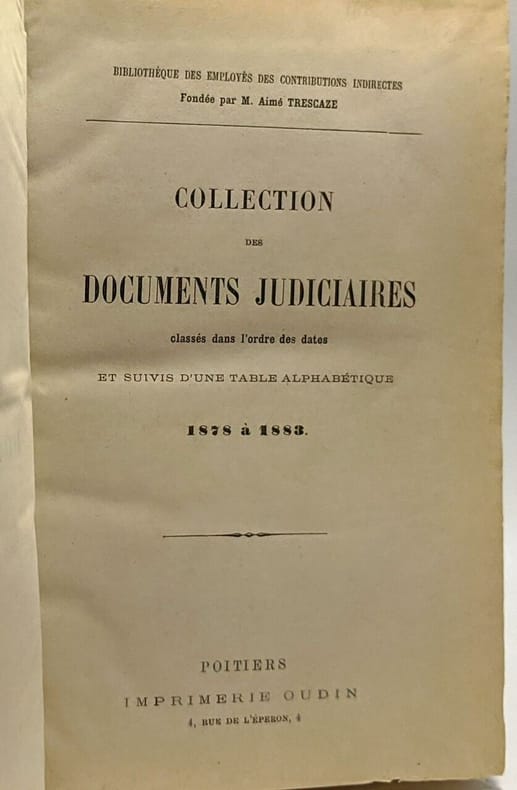 BIBLIOTHÈQUE DES EMPLOYÉS DES CONTRIBUTIONS INDIRECTES
Fondée par M. Aimé TRESCAZE
COLLECTION
DES
DOCUMENTS JUDICIAIRES
classés dans l'ordre des dates
ET SUIVIS D'UNE TABLE ALPHABÉTIQUE
1878 à 1883.
POITIERS
IMPRIMERIE OUDIN
4, RUE DE L'ÉPERON, 4